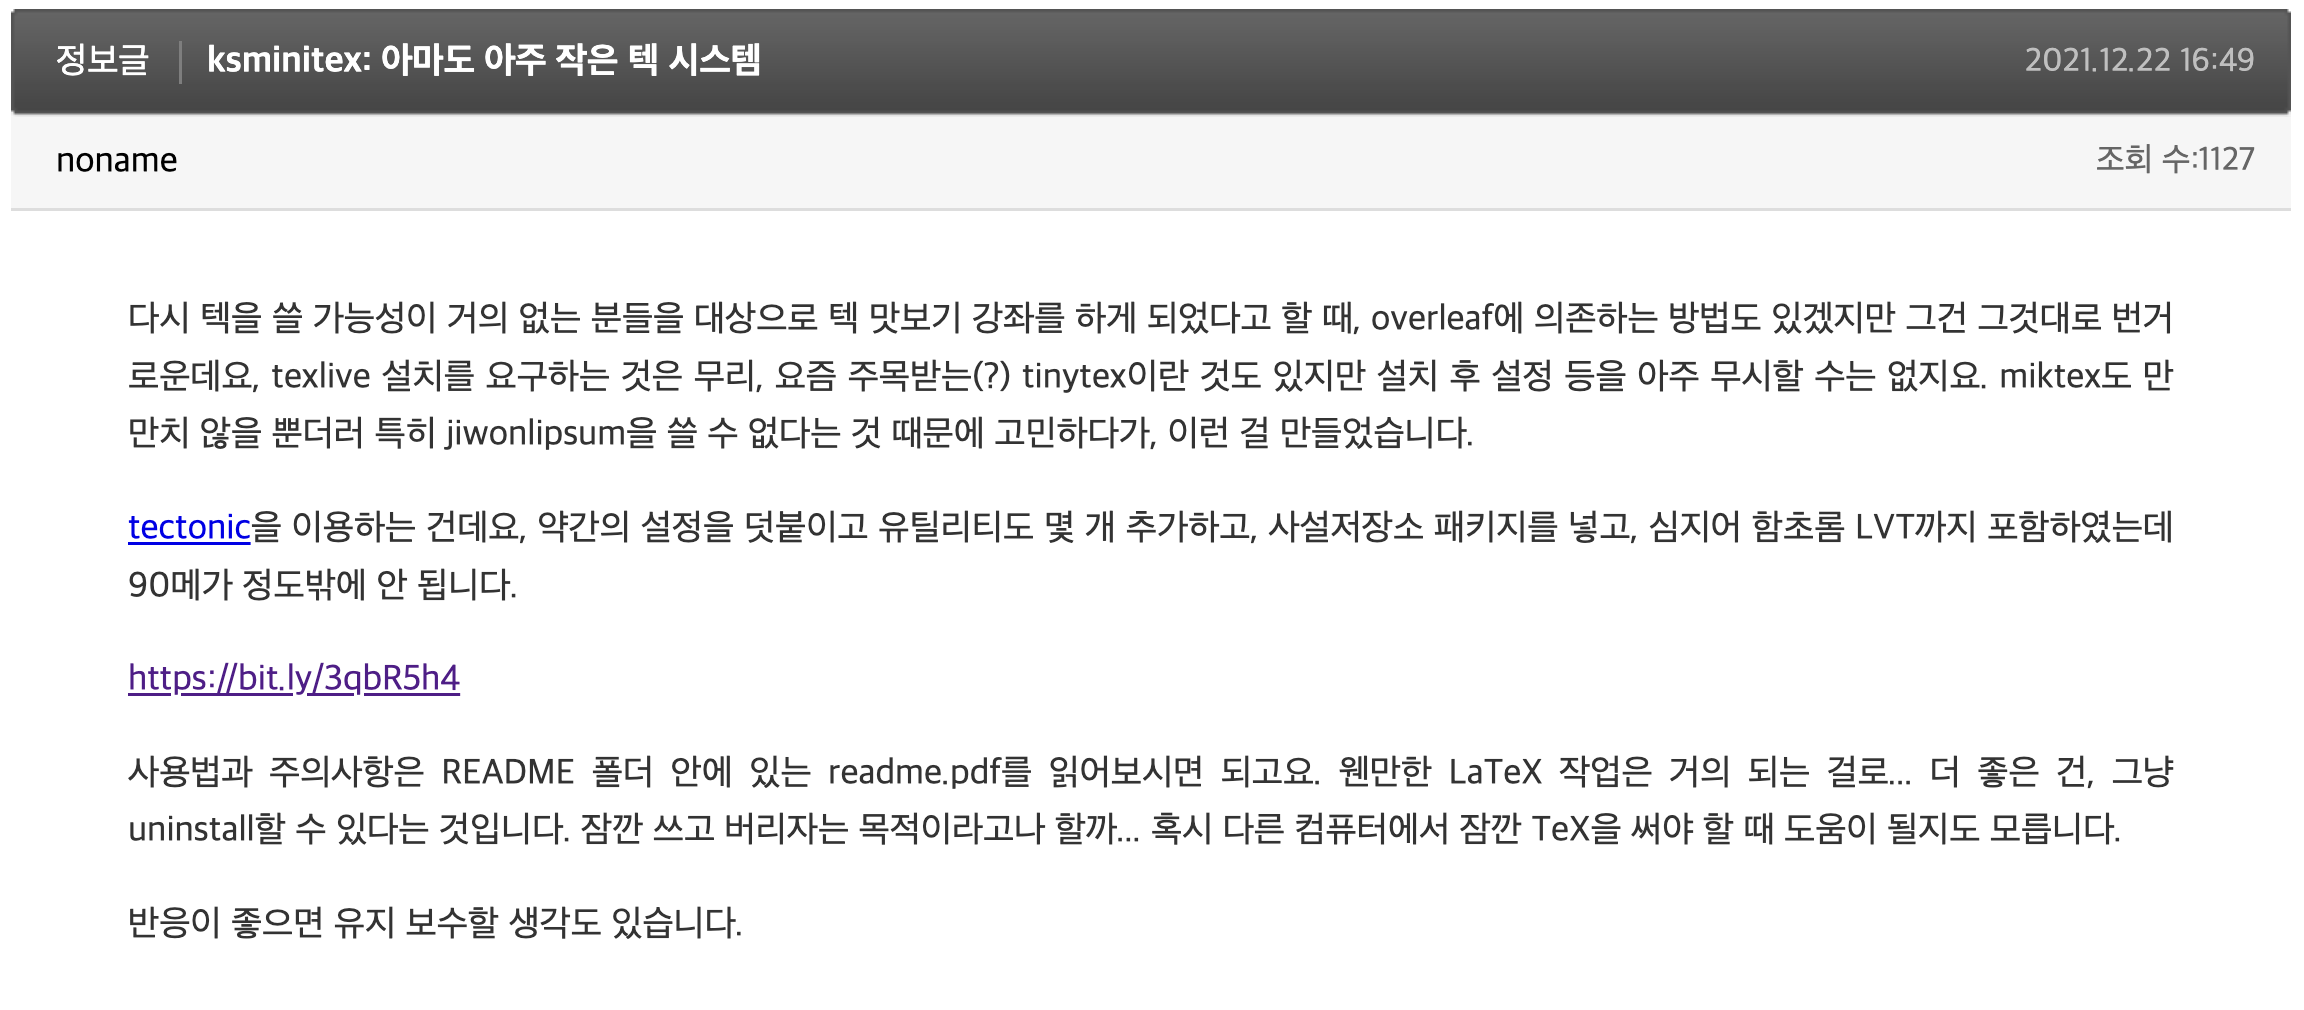 정보글 ksminitex: 아마도 아주 작은 텍 시스템 2021.12.22 16:49
noname 조회 수:1127
다시 텍을 쓸 가능성이 거의 없는 분들을 대상으로 텍 맛보기 강좌를 하게 되었다고 할 때, overleaf에 의존하는 방법도 있겠지만 그건 그것대로 번거
로운데요, texlive 설치를 요구하는 것은 무리, 요즘 주목받는(?) tinytex이란 것도 있지만 설치 후 설정 등을 아주 무시할 수는 없지요. miktex도 만
만치 않을 뿐더러 특히 jiwonlipsum을 쓸 수 없다는 것 때문에 고민하다가, 이런 걸 만들었습니다.
tectonic을 이용하는 건데요, 약간의 설정을 덧붙이고 유틸리티도 몇 개 추가하고, 사설저장소 패키지를 넣고, 심지어 함초롬 LVT까지 포함하였는데
90메가 정도밖에 안 됩니다.
https://bit.ly/3qbR5h4
사용법과 주의사항은 README 폴더 안에 있는 readme.pdf를 읽어보시면 되고요. 웬만한 LaTeX 작업은 거의 되는 걸로... 더 좋은 건, 그냥
uninstall할 수 있다는 것입니다. 잠깐 쓰고 버리자는 목적이라고나 할까... 혹시 다른 컴퓨터에서 잠깐 TeX을 써야 할 때 도움이 될지도 모릅니다.
반응이 좋으면 유지 보수할 생각도 있습니다.